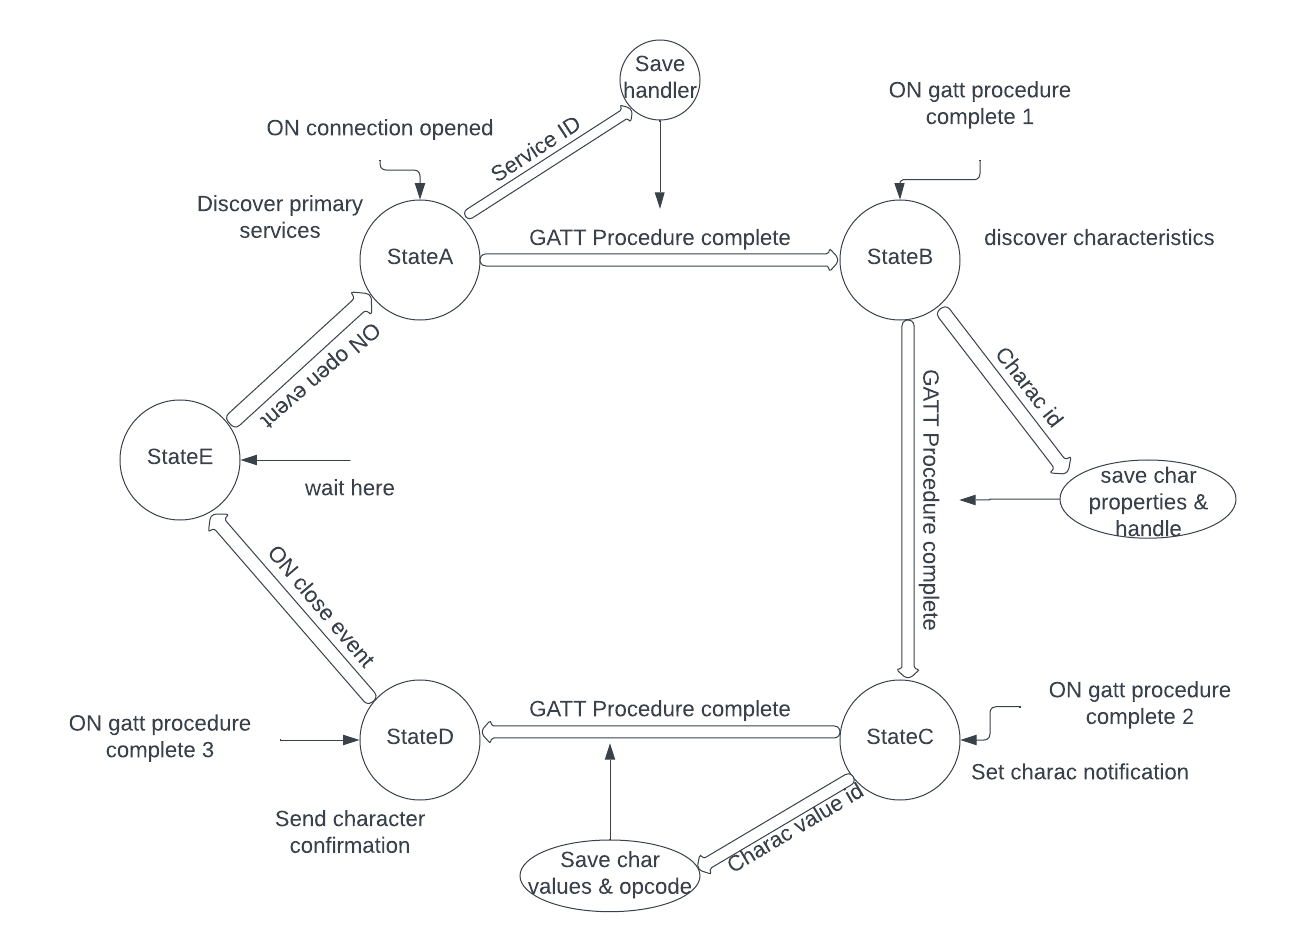 Save
handler
ON gatt procedure
complete 1
ON connection opened
Service ID
Discover primary
services
StateA
GATT Procedure complete
StateB
discover characteristics
ON open event
Charac id
GATT Procedure complete
StateE
wait here
save char
properties &
handle
ON close event
ON gatt procedure
complete 3
StateD
GATT Procedure complete
StateC
ON gatt procedure
complete 2
Set charac notification
Send character
confirmation
Charac value id
Save char
values & opcode